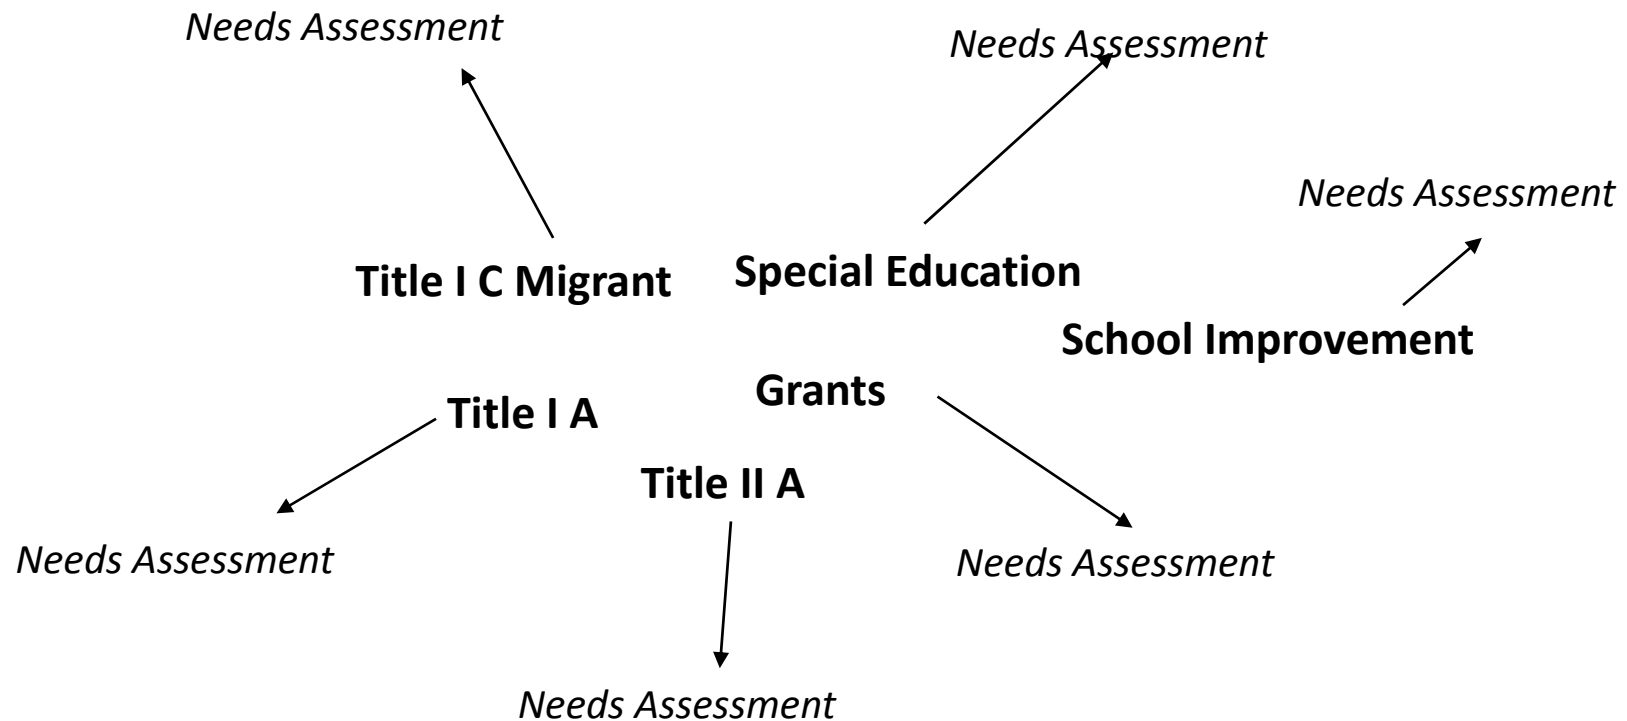 Needs Assessment
Needs Assessment
Needs Assessment
Title I C Migrant
Special Education
School Improvement
Grants
Title I A
Title II A
Needs Assessment
Needs Assessment
Needs Assessment